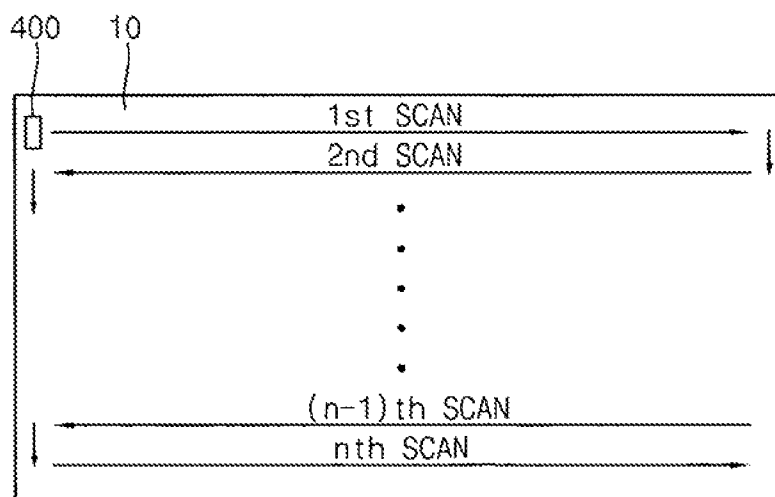 400 10
1st SCAN
2nd SCAN
(n-1)th SCAN
nth SCAN